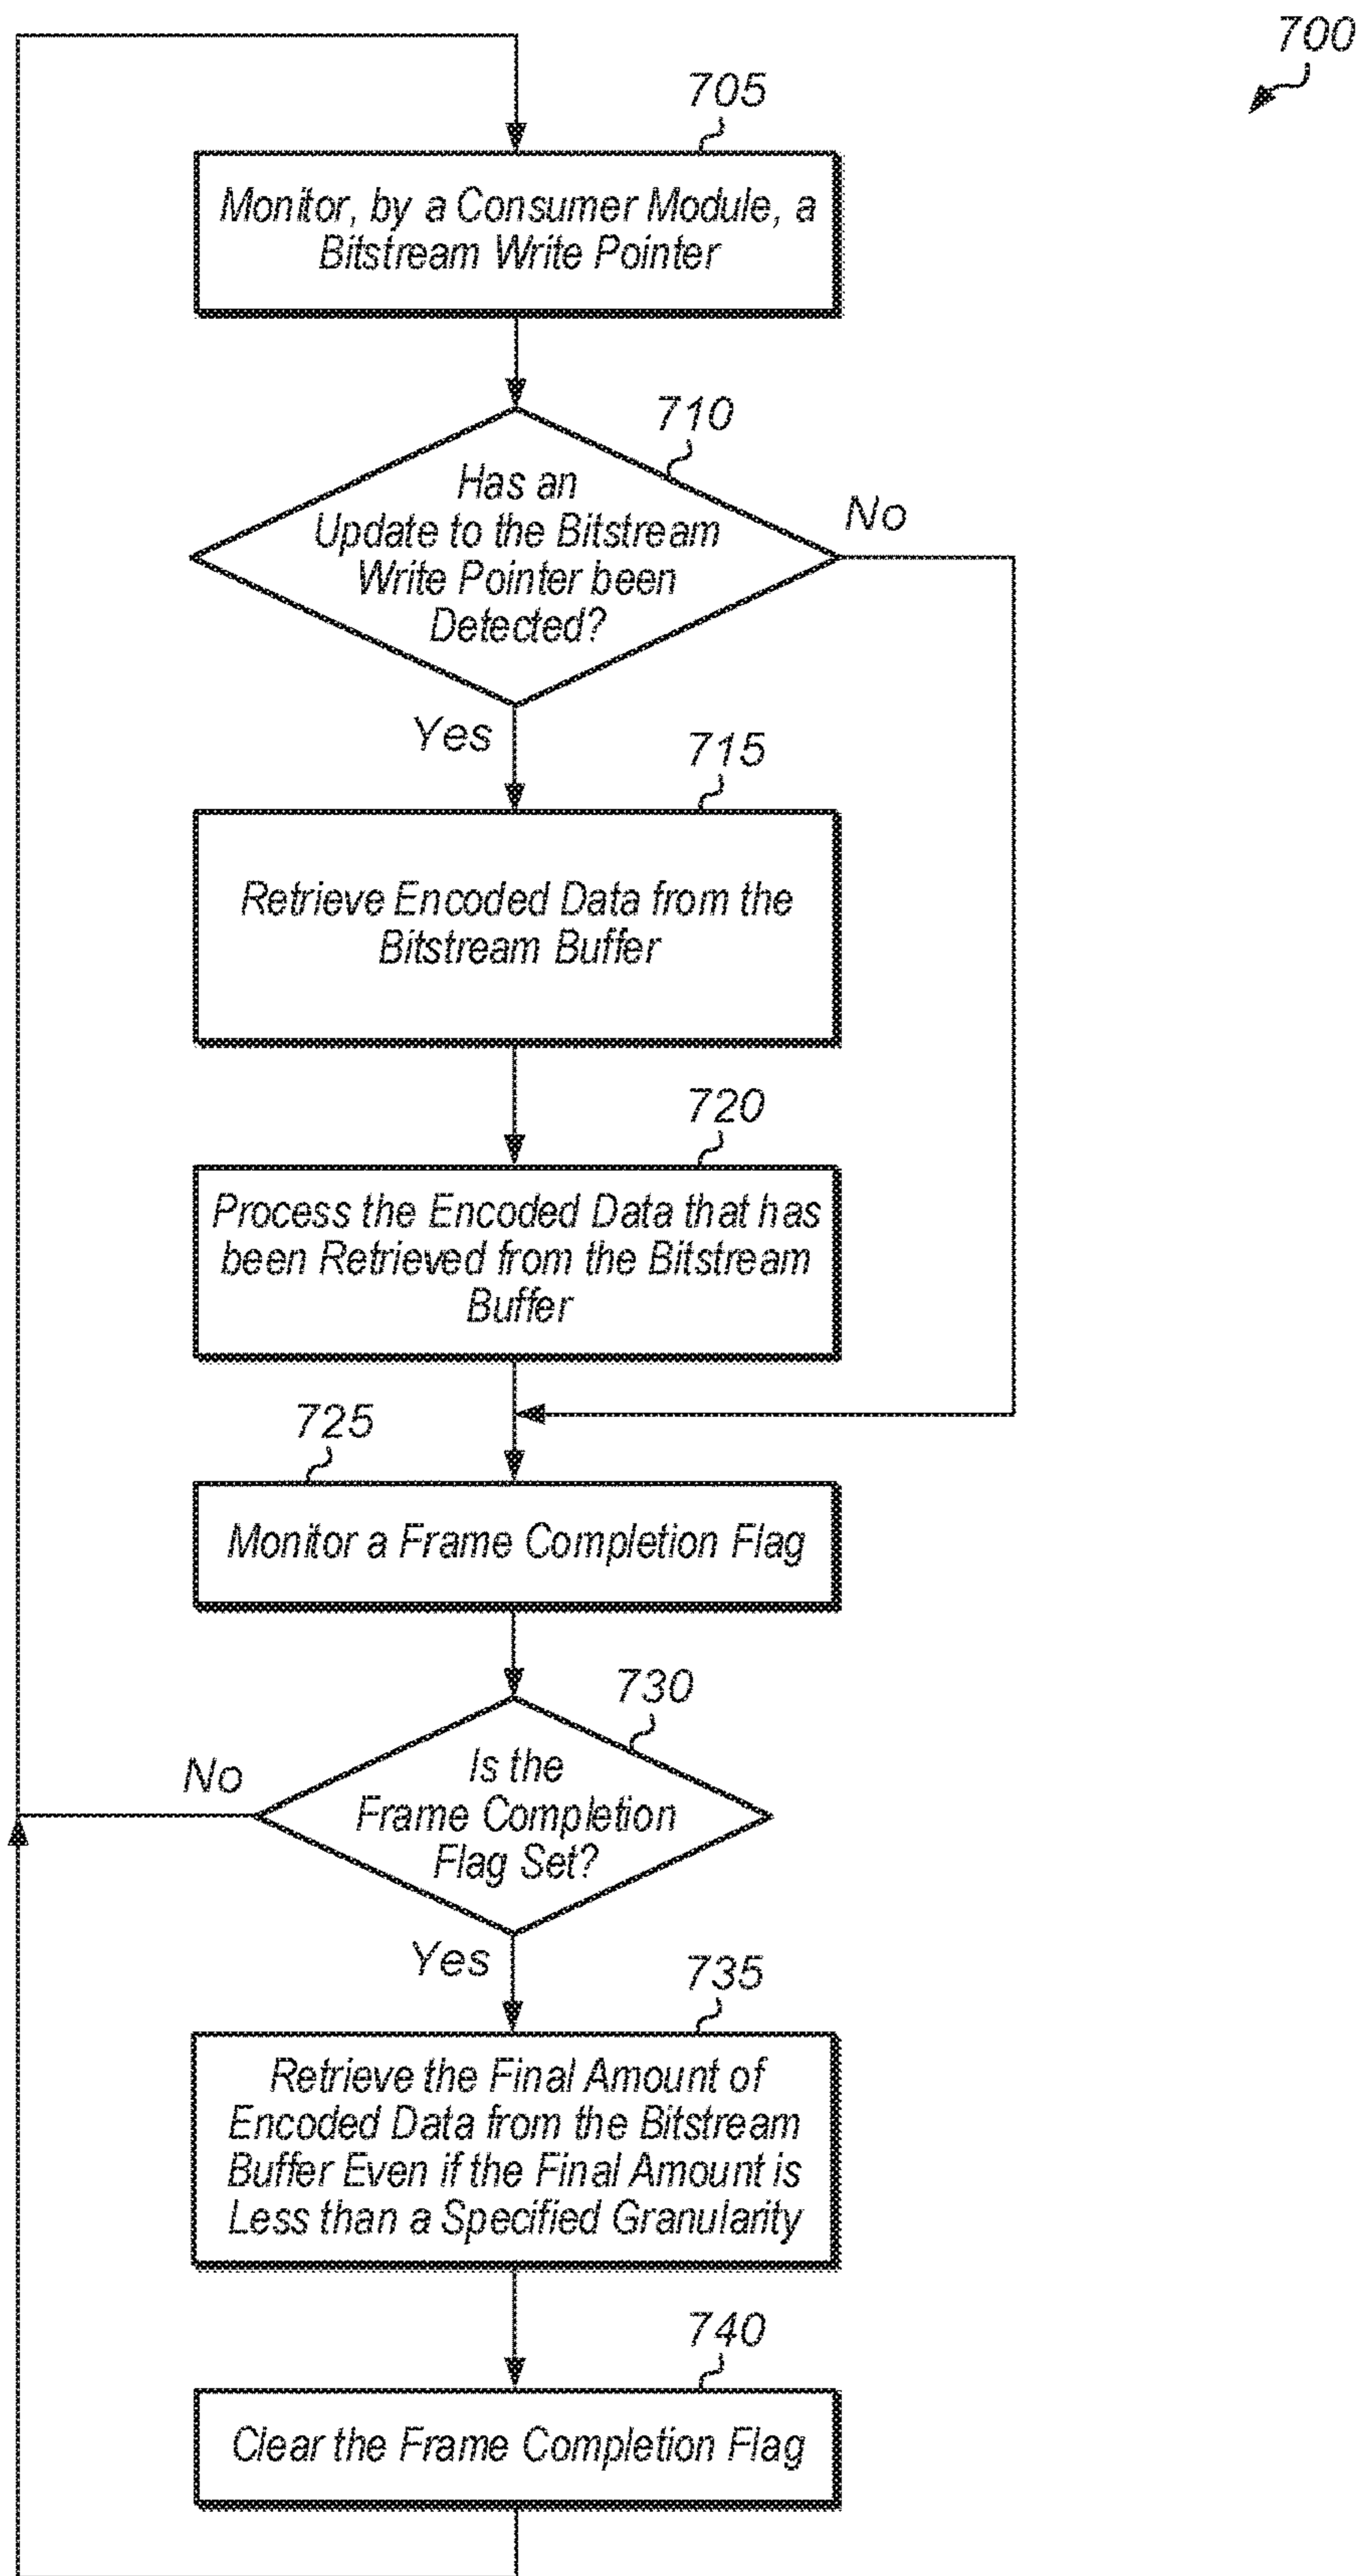 700
705
Monitor, by a Consumer Module, a
Bitstream Write Pointer
710
Has an
Update to the Bitstream
Write Pointer been
Detected?
No
Yes
715
Retrieve Encoded Data from the
Bitstream Buffer
720
Process the Encoded Data that has
been Retrieved from the Bitstream
Buffer
725
Monitor a Frame Completion Flag
730
Is the
Frame Completion
Flag Set?
No
Yes
735
Retrieve the Final Amount of
Encoded Data from the Bitstream
Buffer Even if the Final Amount is
Less than a Specified Granularity
740
Clear the Frame Completion Flag